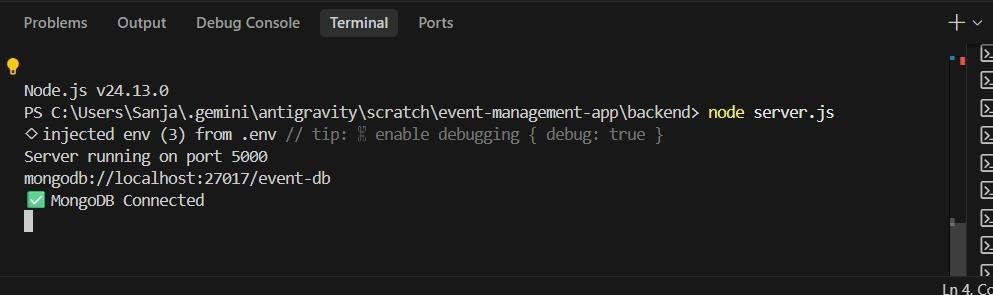 Problems Output Debug Console Terminal Ports
Node.js v24.13.0
PS C:\Users\Sanja\.gemini\antigravity\scratch\event-management-app\backend> node server.js
injected env (3) from .env // tip: ⌘ enable debugging { debug: true }
Server running on port 5000
mongodb://localhost:27017/event-db
✅ MongoDB Connected
Ln 4, Co